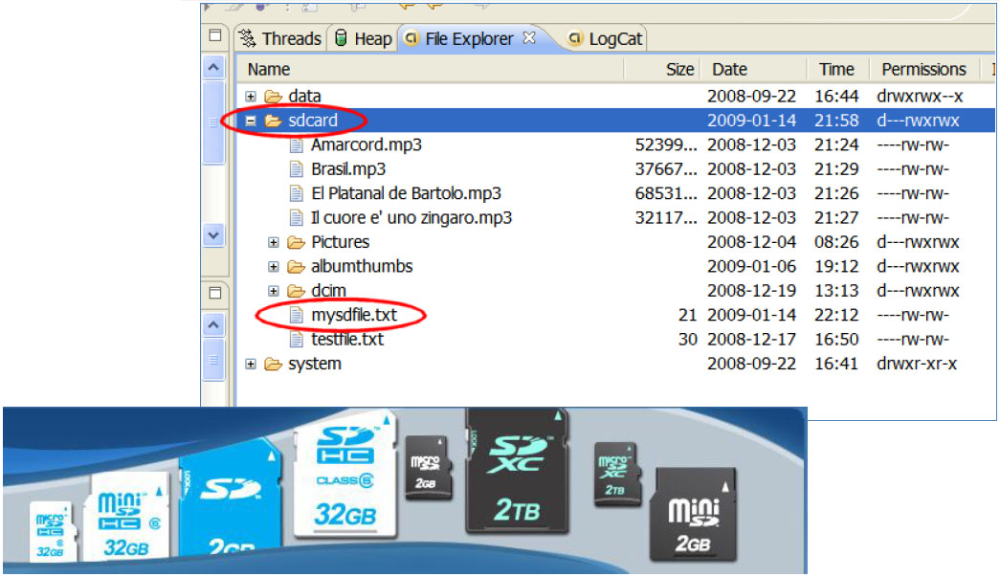 Threads Heap File Explorer LogCat
Name Size Date Time Permissions
data 2008-09-22 16:44 drwxrwx--x
sdcard 2009-01-14 21:58 d---rwxrwx
Amarcord.mp3 52399... 2008-12-03 21:24 ----rw-rw-
Brasil.mp3 37667... 2008-12-03 21:29 ----rw-rw-
El Platanal de Bartolo.mp3 68531... 2008-12-03 21:26 ----rw-rw-
Il cuore e' uno zingaro.mp3 32117... 2008-12-03 21:27 ----rw-rw-
Pictures 2008-12-04 08:26 d---rwxrwx
albumthumbs 2009-01-06 19:12 d---rwxrwx
dcim 2008-12-19 13:13 d---rwxrwx
mysdfile.txt 21 2009-01-14 22:12 ----rw-rw-
testfile.txt 30 2008-12-17 16:50 ----rw-rw-
system 2008-09-22 16:41 drwxr-xr-x
micro SD HC 6 32GB
mini SD HC 6 32GB
SD 2GB
SD HC CLASS 6 32GB
micro SD 2GB
LOCK SD XC 2TB
micro SD XC 2TB
mini SD 2GB